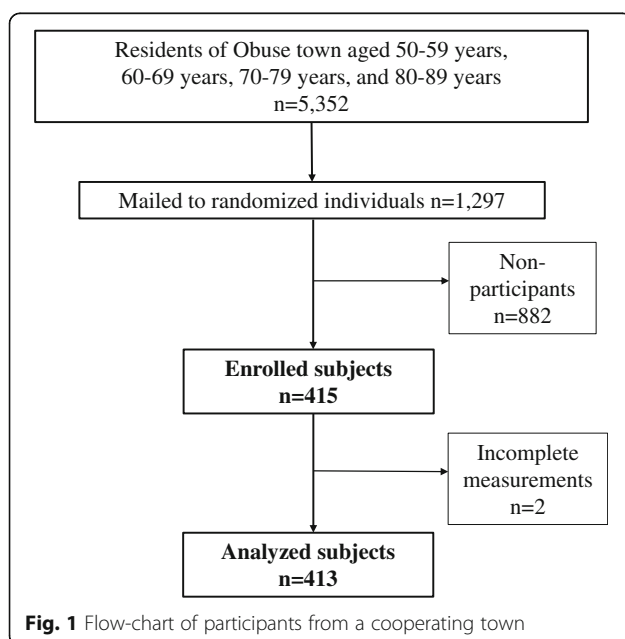 Residents of Obuse town aged 50-59 years,
60-69 years, 70-79 years, and 80-89 years
n=5,352
Mailed to randomized individuals n=1,297
Non-
participants
n=882
Enrolled subjects
n=415
Incomplete
measurements
n=2
Analyzed subjects
n=413
Fig. 1 Flow-chart of participants from a cooperating town